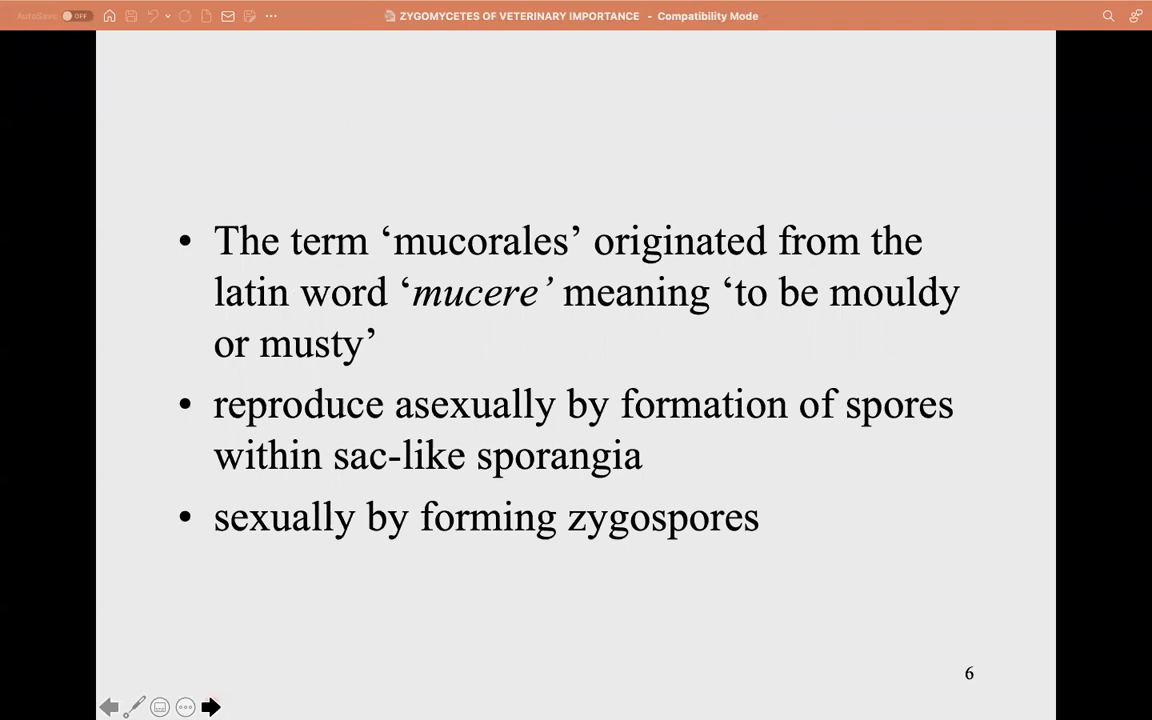 AutoSave OFF
ZYGOMYCETES OF VETERINARY IMPORTANCE - Compatibility Mode
• The term ‘mucorales’ originated from the
latin word ‘mucere’ meaning ‘to be mouldy
or musty’
• reproduce asexually by formation of spores
within sac-like sporangia
• sexually by forming zygospores
6